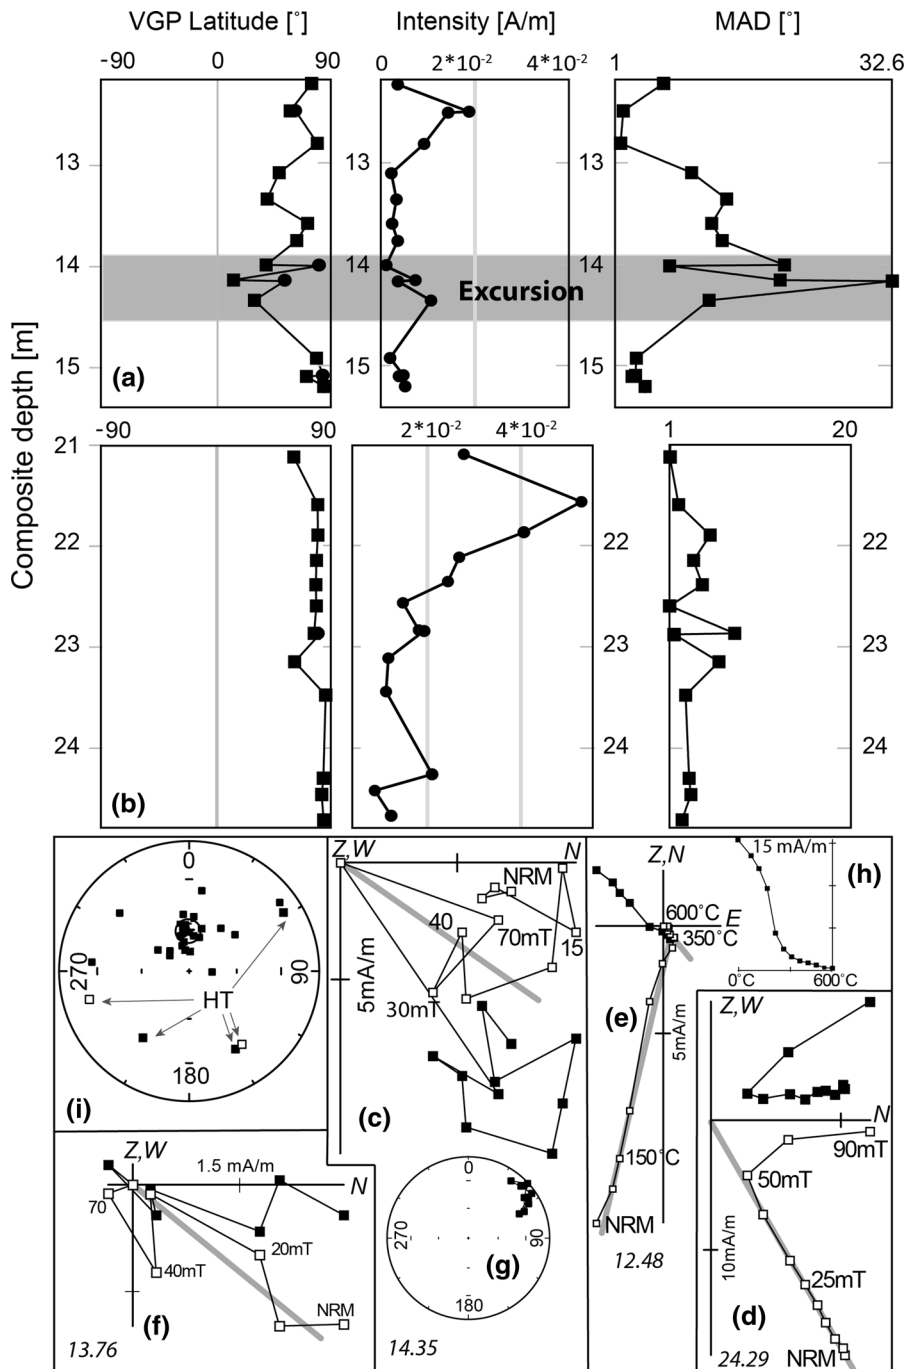 VGP Latitude [°] Intensity [A/m] MAD [°]
-90 0 90 0 2*10-2 4*10-2 1 32.6
13 13 13
14 14 14
Excursion
15 15 15
(a)
Composite depth [m]
-90 90 2*10-2 4*10-2 1 20
21
22 22 22
23 23 23
24 24 24
(b)
0
270
90
HT
180
(i)
Z,W
N
NRM
40
70mT
15
30mT
5mA/m
(c)
Z,N
600°C E
350°C
(e)
5mA/m
150°C
NRM
12.48
15 mA/m
(h)
0°C 600°C
Z,W
N
90mT
50mT
10mA/m
25mT
(d)
NRM
24.29
Z,W
1.5 mA/m
N
70
20mT
40mT
NRM
(f)
13.76
0
270
90
(g)
180
14.35